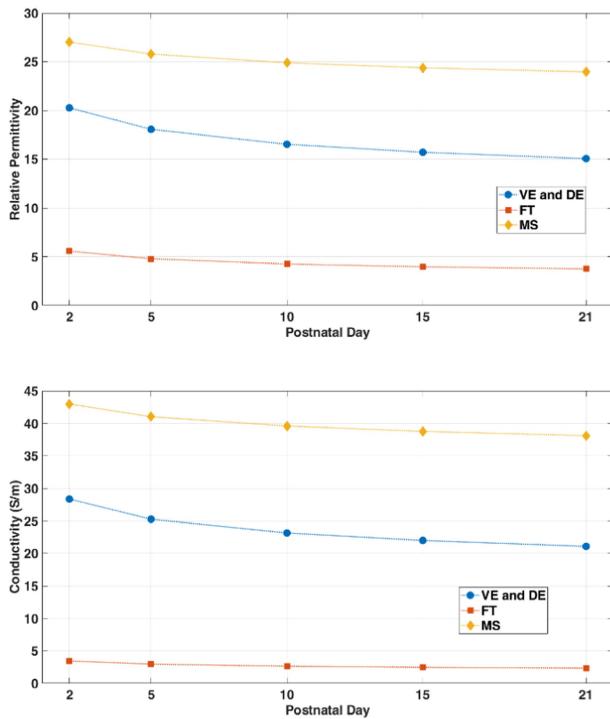 30
25
20
15
10
5
0
Relative Permittivity
VE and DE
FT
MS
2 5 10 15 21
Postnatal Day
45
40
35
30
25
20
15
10
5
0
Conductivity (S/m)
VE and DE
FT
MS
2 5 10 15 21
Postnatal Day